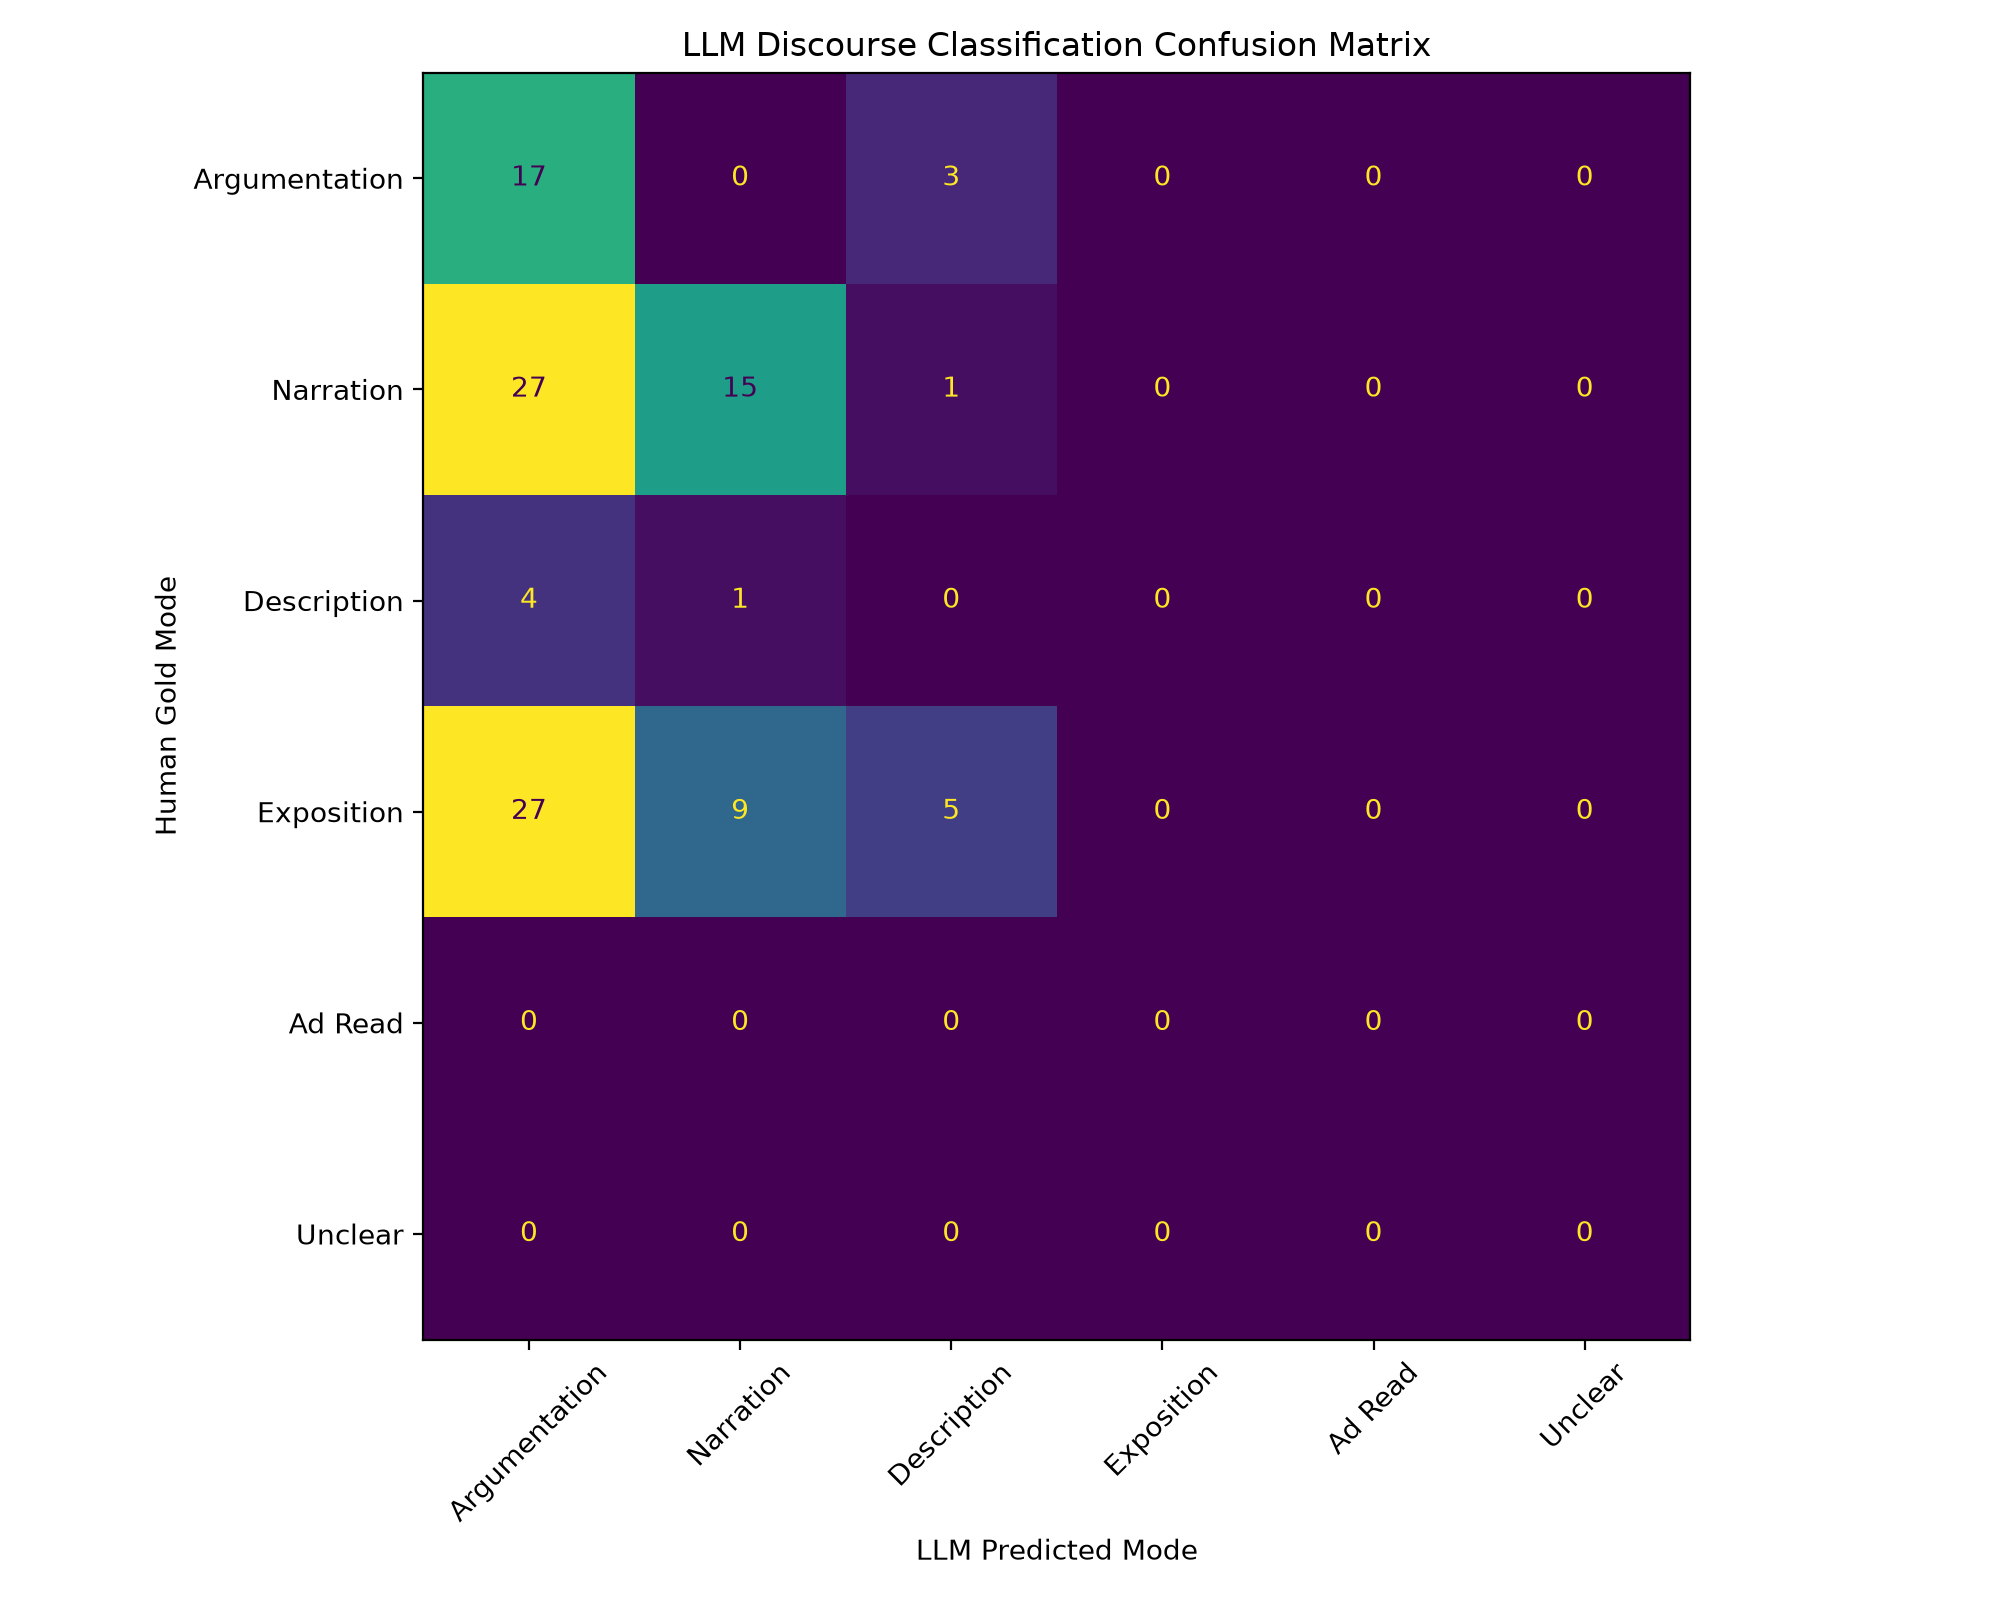 LLM Discourse Classification Confusion Matrix
Human Gold Mode
Argumentation 17 0 3 0 0 0
Narration 27 15 1 0 0 0
Description 4 1 0 0 0 0
Exposition 27 9 5 0 0 0
Ad Read 0 0 0 0 0 0
Unclear 0 0 0 0 0 0
Argumentation Narration Description Exposition Ad Read Unclear
LLM Predicted Mode